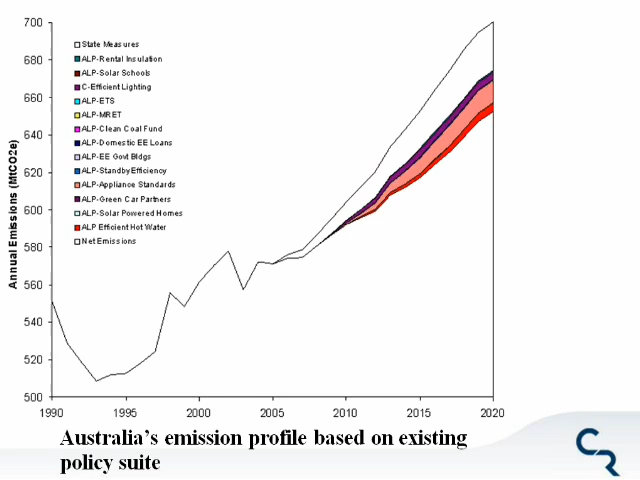 700
680
660
640
620
600
580
560
540
520
500
Annual Emissions (MtCO2e)
State Measures
ALP-Rental Insulation
ALP-Solar Schools
C-Efficient Lighting
ALP-ETS
ALP-MRET
ALP-Clean Coal Fund
ALP-Domestic EE Loans
ALP-EE Govt Bldgs
ALP-StandbyEfficiency
ALP-Appliance Standards
ALP-Green Car Partners
ALP-Solar Powered Homes
ALP Efficient Hot Water
Net Emissions
1990 1995 2000 2005 2010 2015 2020
Australia's emission profile based on existing
policy suite
CR